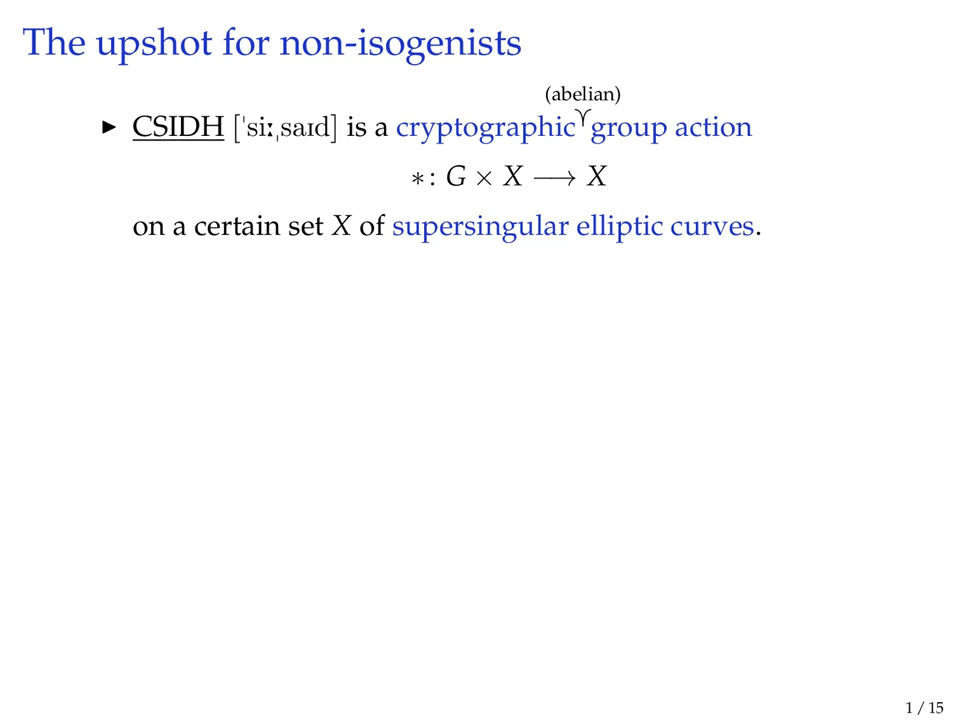 The upshot for non-isogenists
(abelian)
▶ CSIDH [ˈsiːˌsaɪd] is a cryptographic group action
∗: G × X ⟶ X
on a certain set X of supersingular elliptic curves.
1 / 15